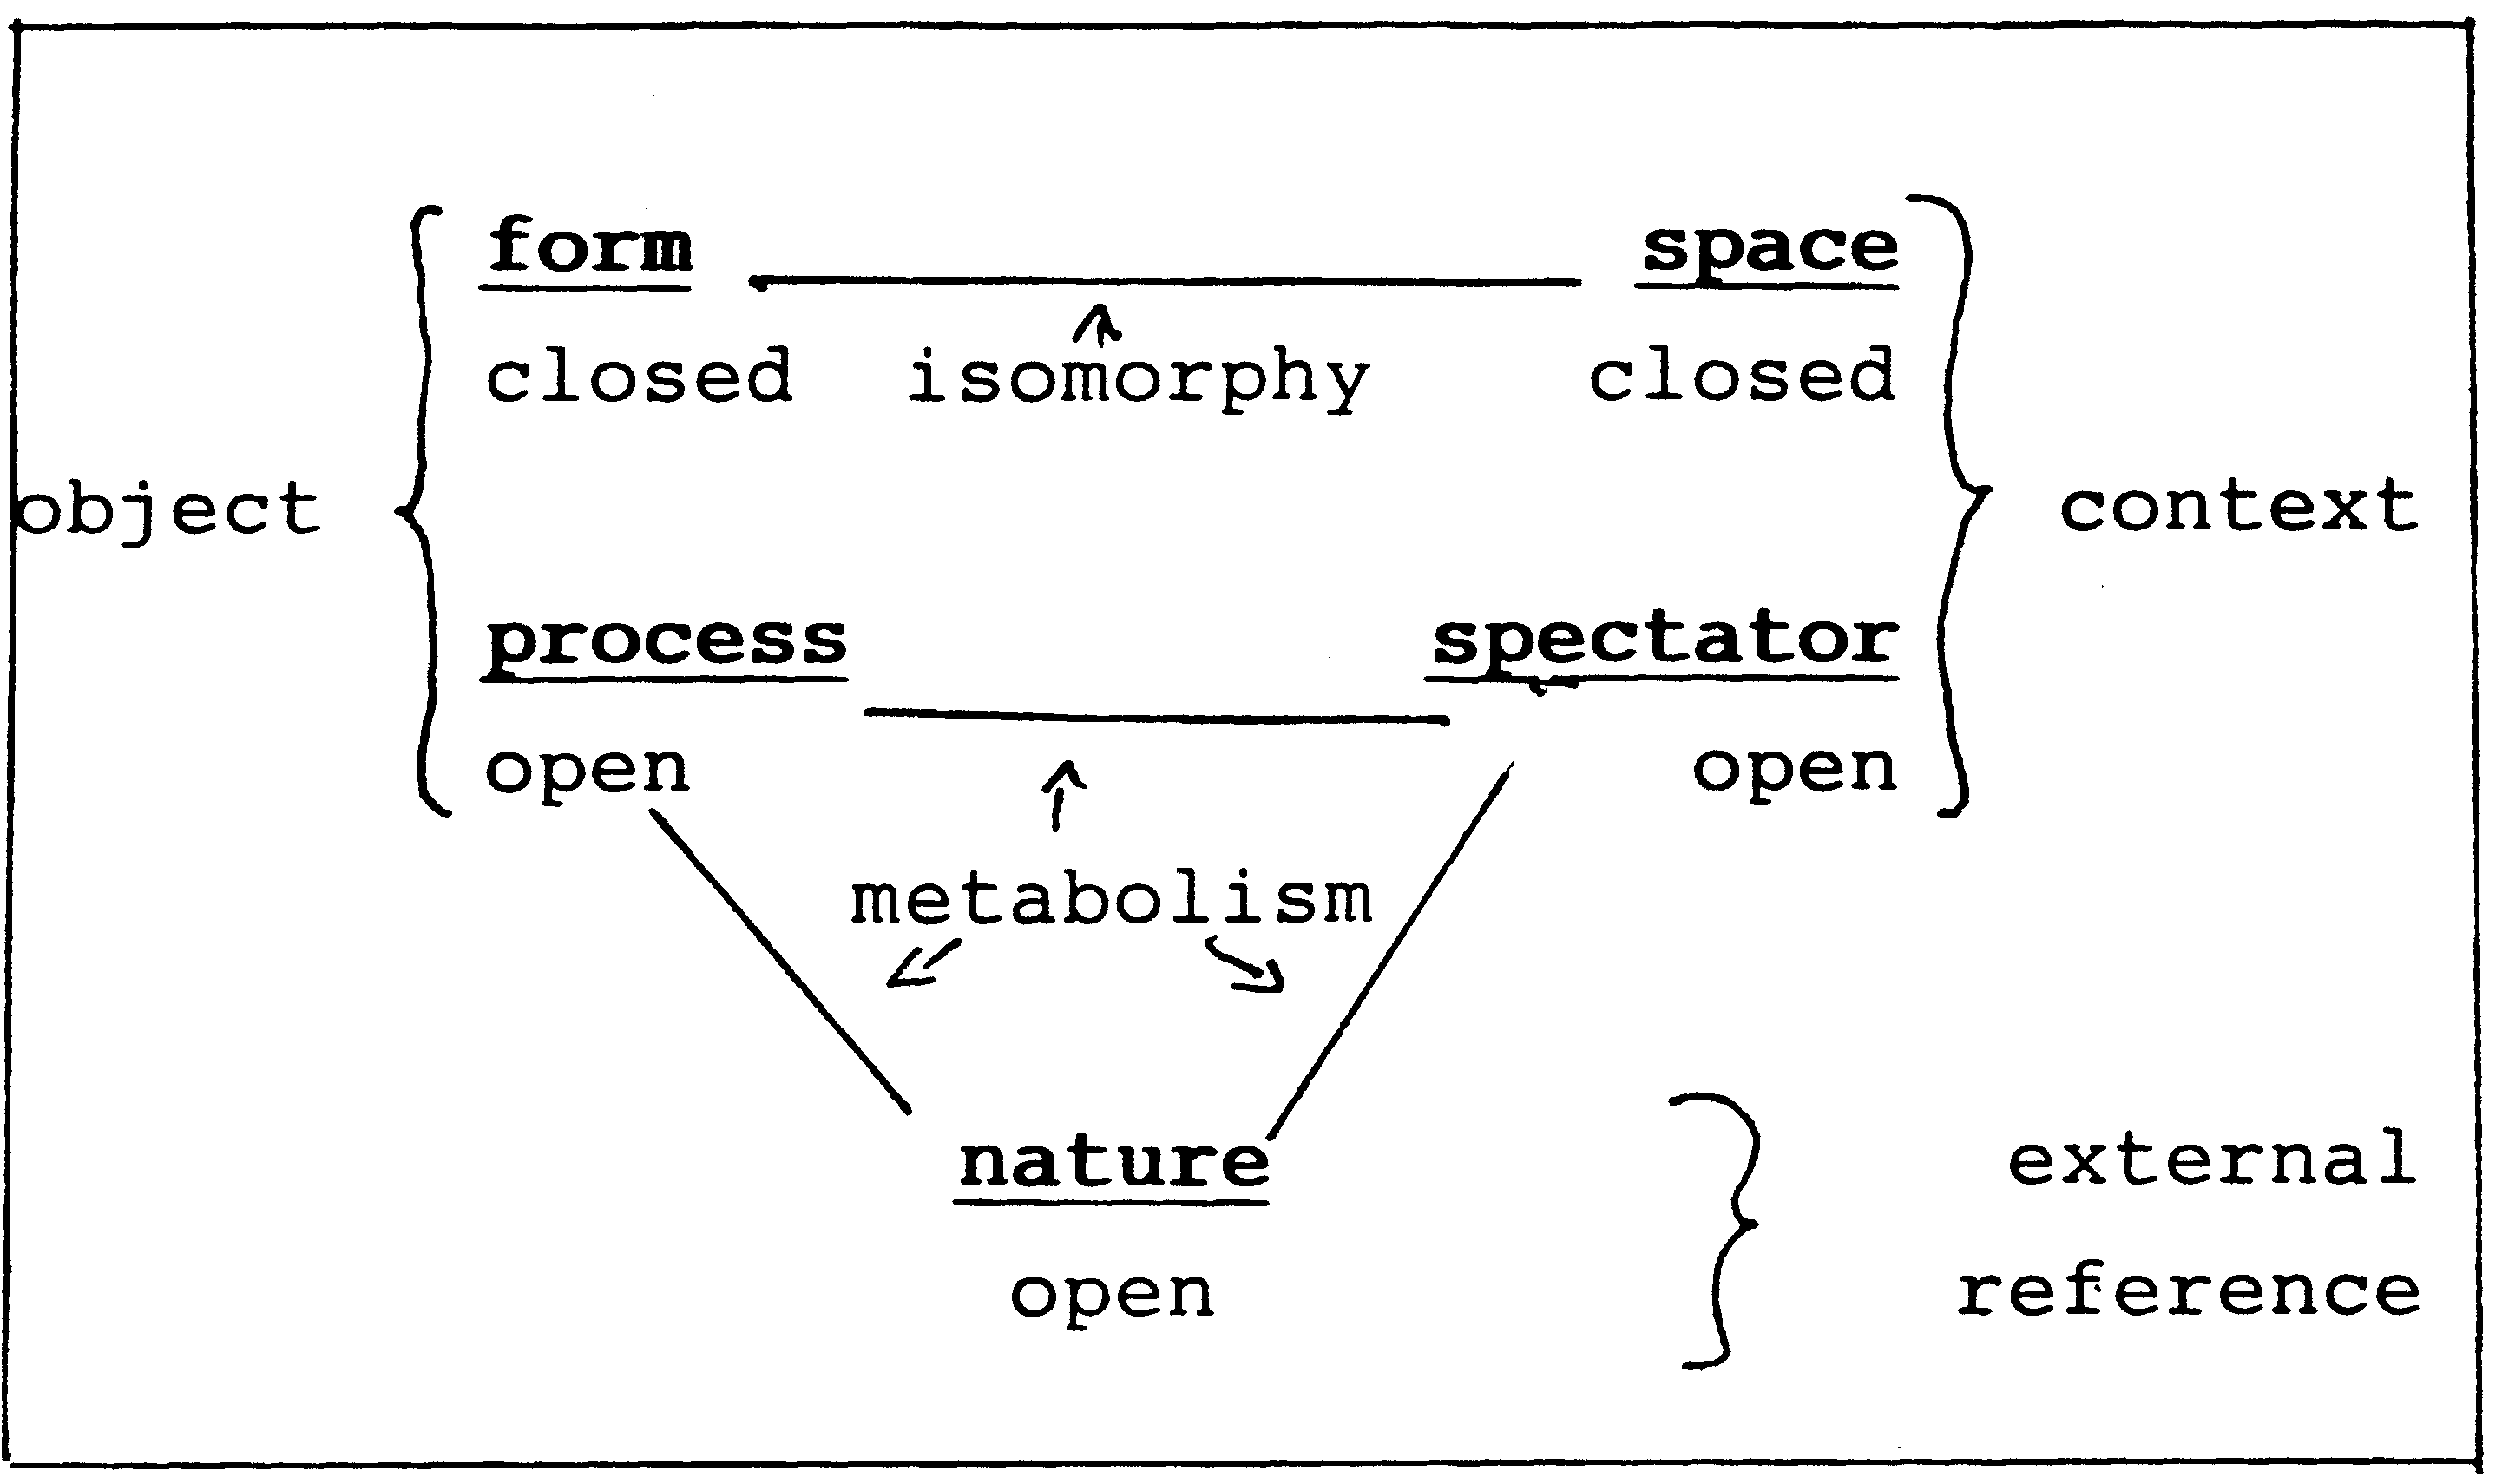 form space
closed isomorphy closed
object context
process spectator
open open
metabolism
nature external
open reference